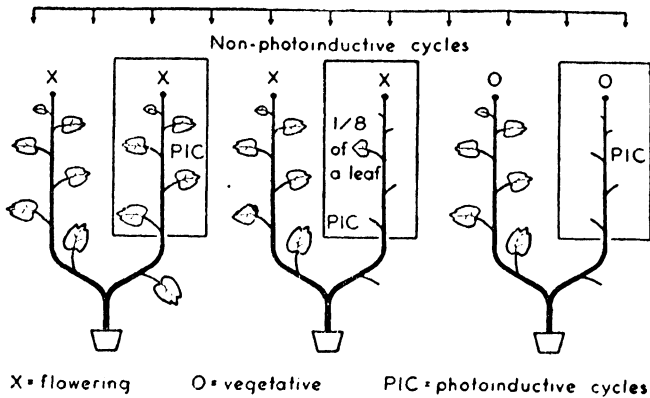 Non-photoinductive cycles
X X X X O O
PIC
1/8
of
a leaf
PIC
PIC
X = flowering O = vegetative PIC = photoinductive cycles